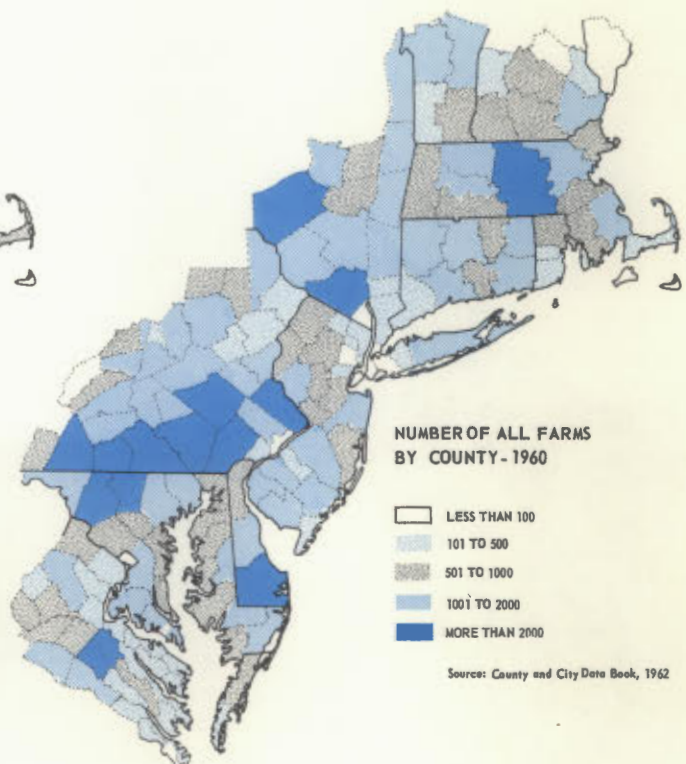 NUMBER OF ALL FARMS
BY COUNTY - 1960
LESS THAN 100
101 TO 500
501 TO 1000
1001 TO 2000
MORE THAN 2000
Source: County and City Data Book, 1962